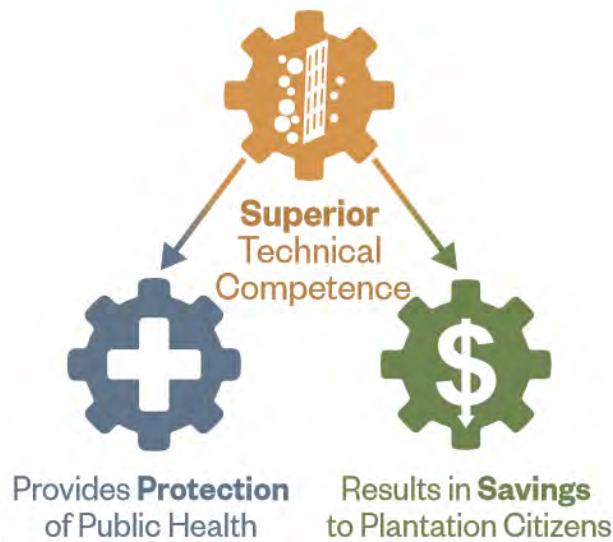 Superior
Technical
Competence
$
Provides Protection
of Public Health
Results in Savings
to Plantation Citizens